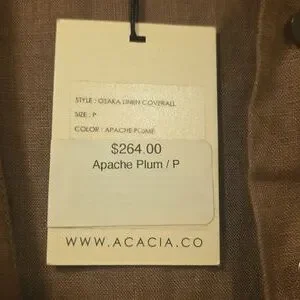 STYLE : OSAKA LINEN COVERALL
SIZE : P
COLOR : APACHE PLUME
$264.00
Apache Plum / P
WWW.ACACIA.CO